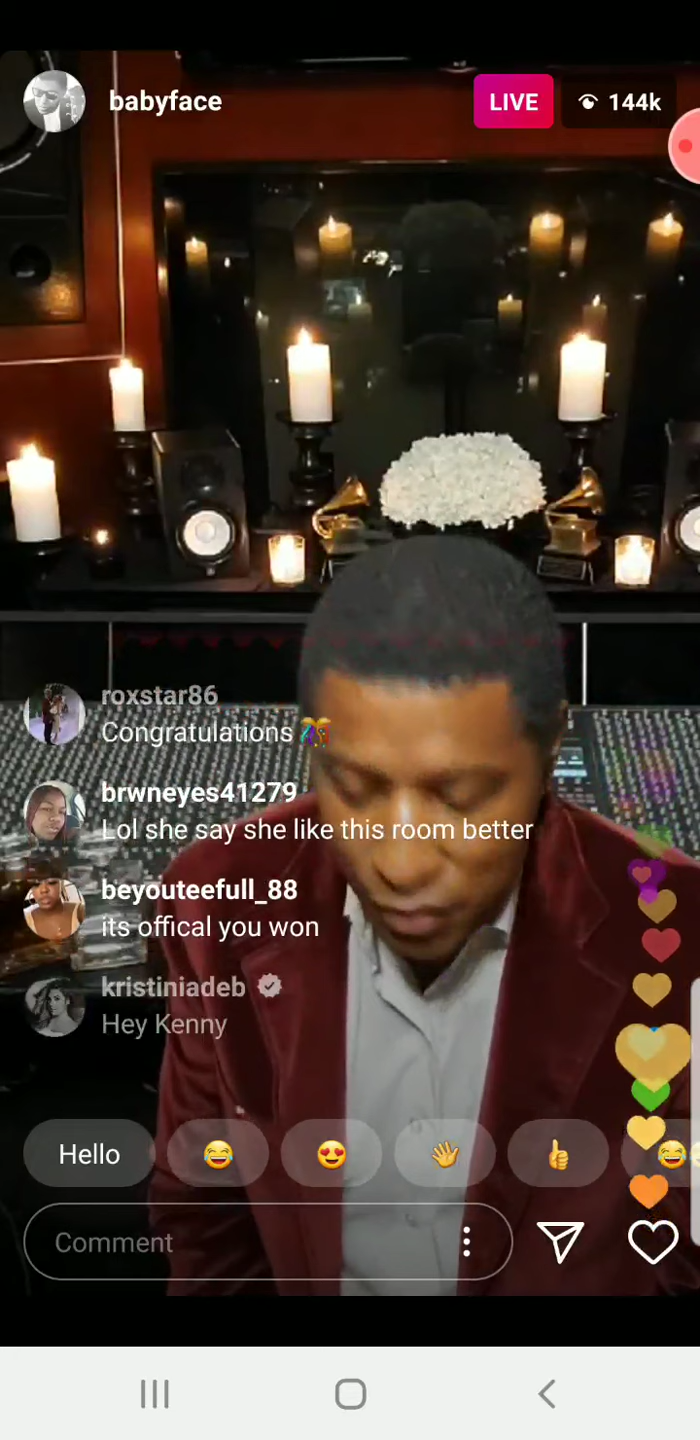 babyface
LIVE
144k
roxstar86
Congratulations
brwneyes41279
Lol she say she like this room better
beyouteefull_88
its offical you won
kristiniadeb
Hey Kenny
Hello
Comment